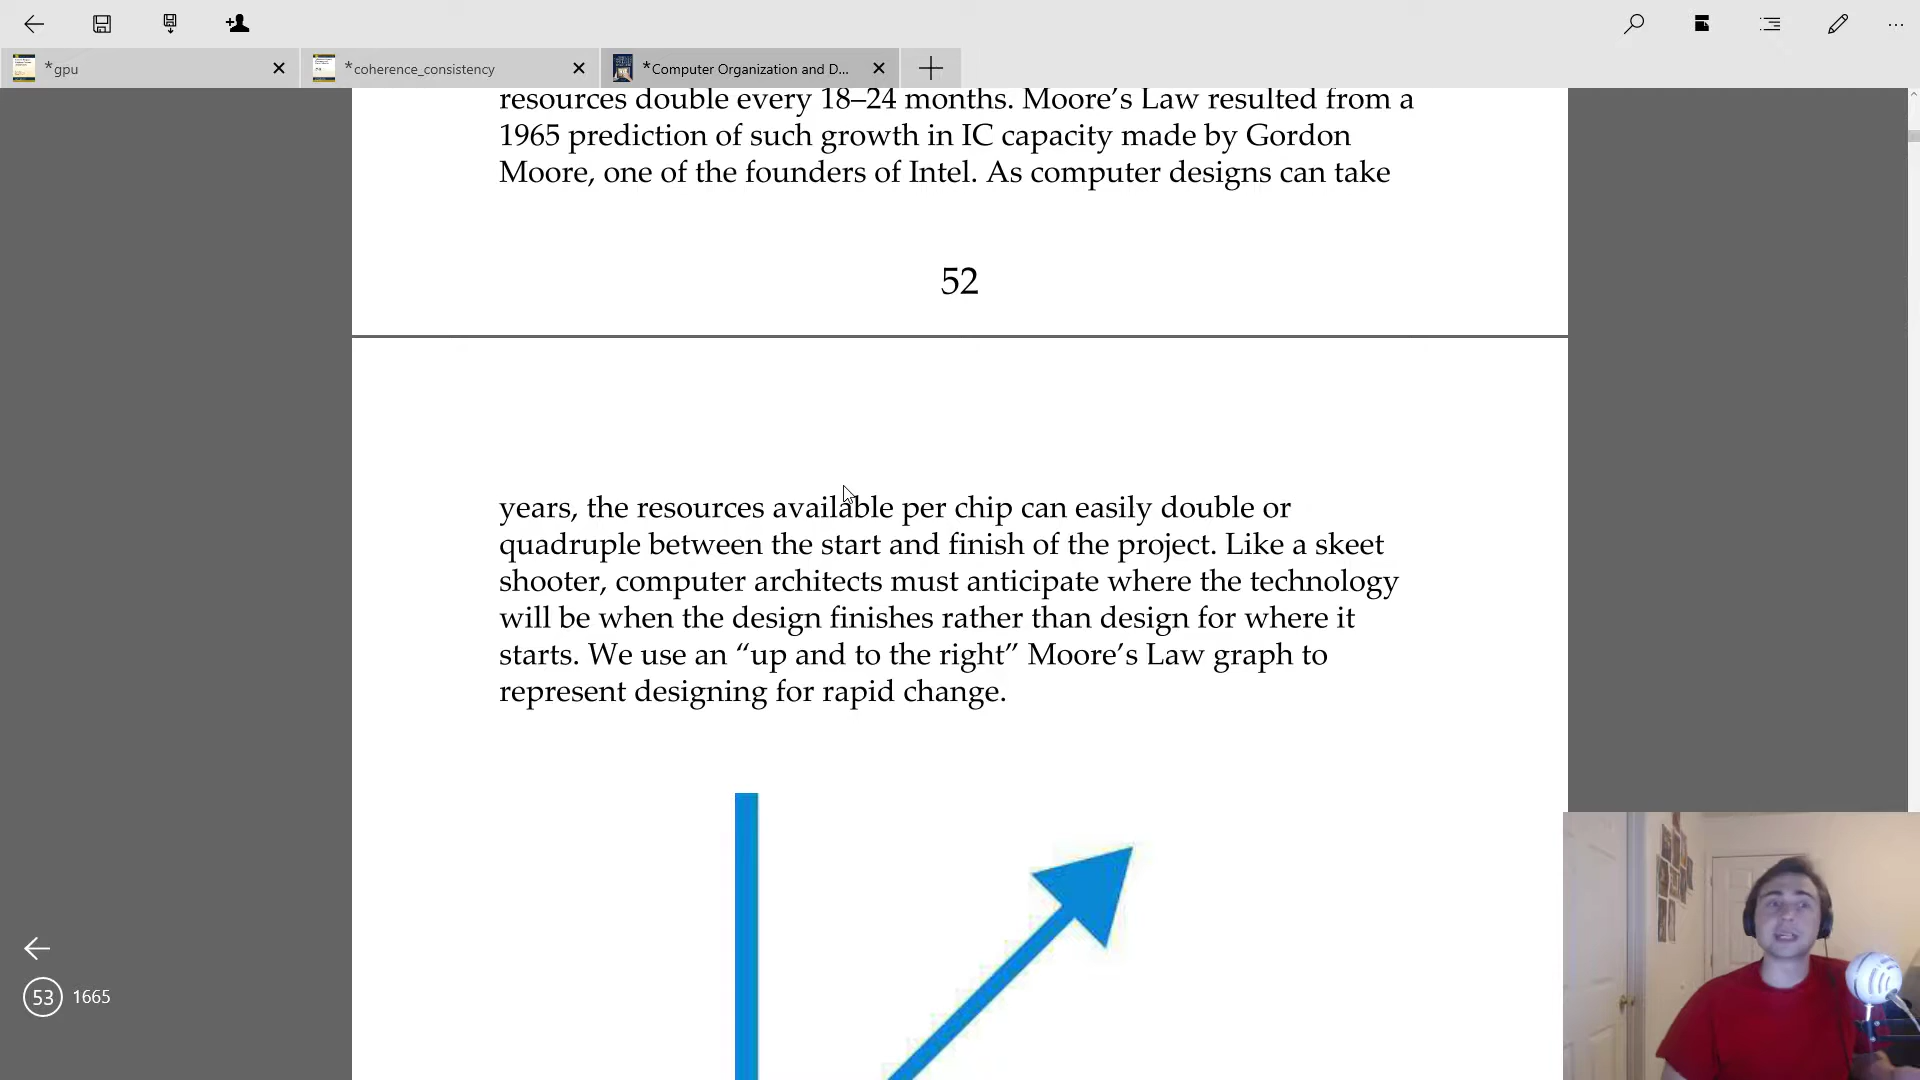 *gpu
*coherence_consistency
*Computer Organization and D...
resources double every 18–24 months. Moore’s Law resulted from a
1965 prediction of such growth in IC capacity made by Gordon
Moore, one of the founders of Intel. As computer designs can take
52
years, the resources available per chip can easily double or
quadruple between the start and finish of the project. Like a skeet
shooter, computer architects must anticipate where the technology
will be when the design finishes rather than design for where it
starts. We use an “up and to the right” Moore’s Law graph to
represent designing for rapid change.
53 1665